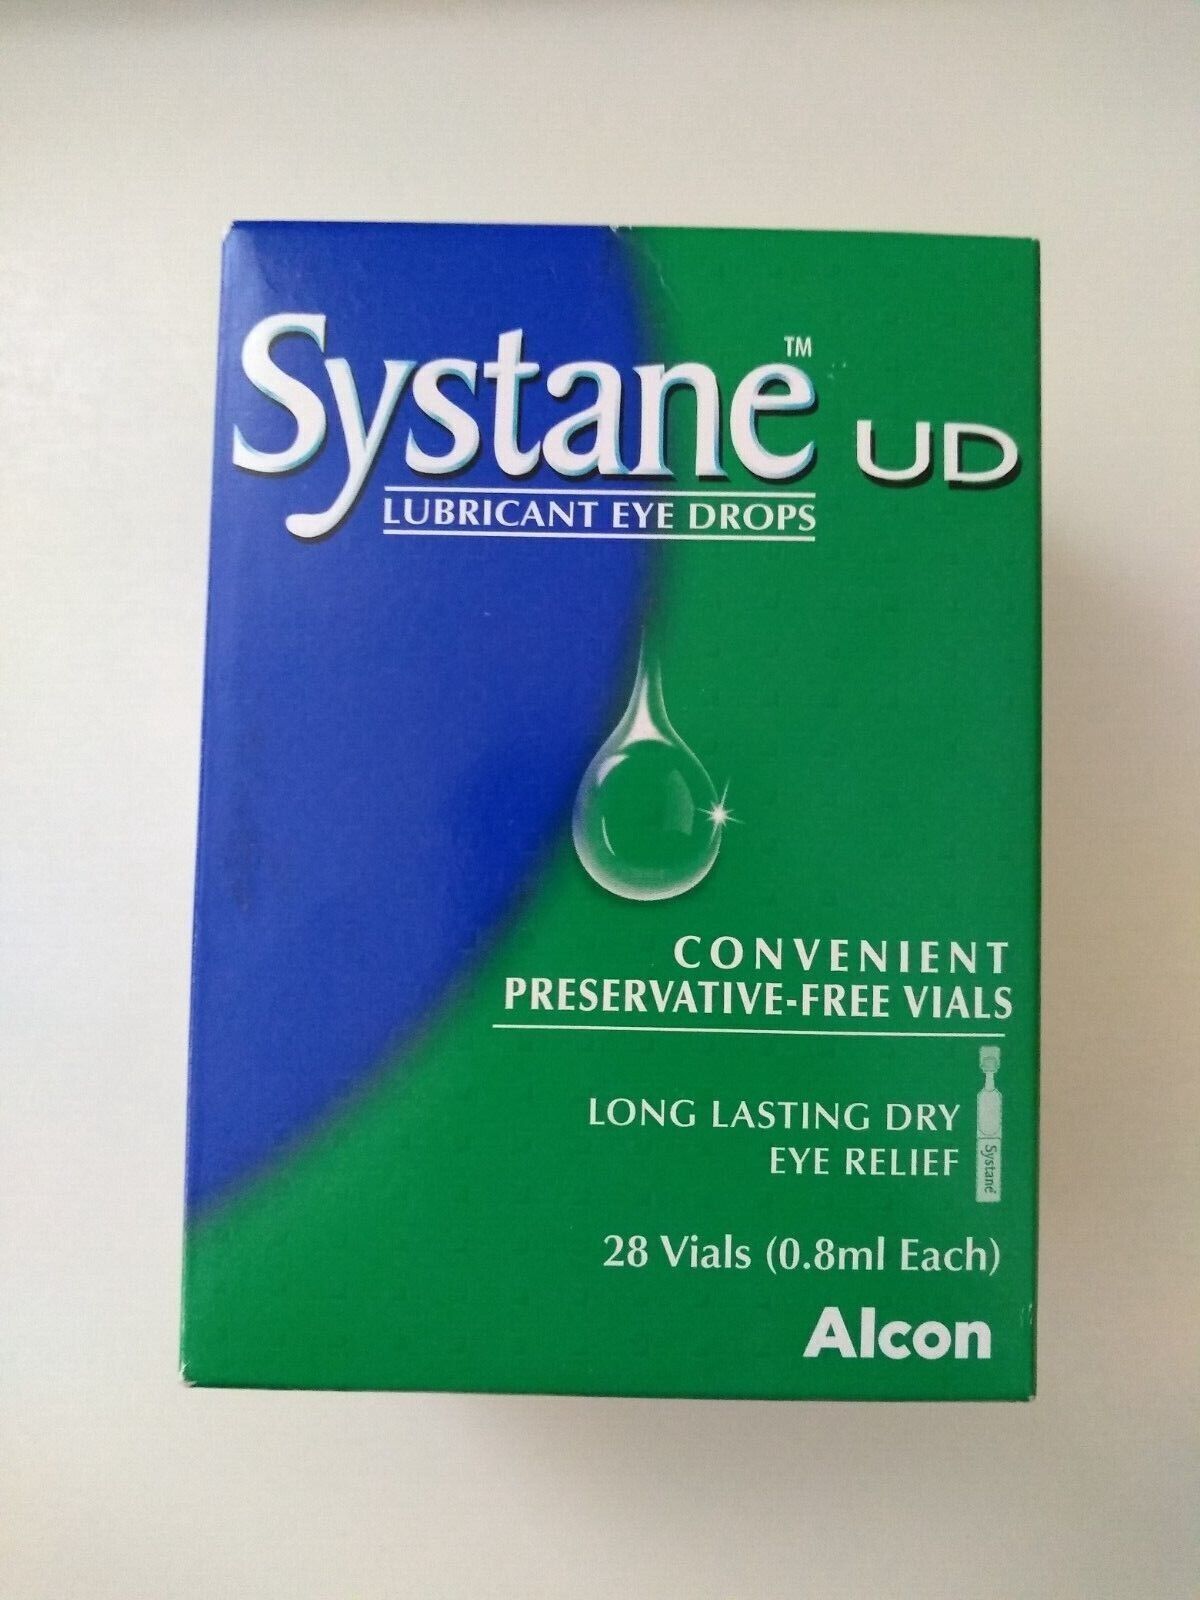 Systane™ UD
LUBRICANT EYE DROPS
CONVENIENT
PRESERVATIVE-FREE VIALS
LONG LASTING DRY
EYE RELIEF
Systane
28 Vials (0.8ml Each)
Alcon